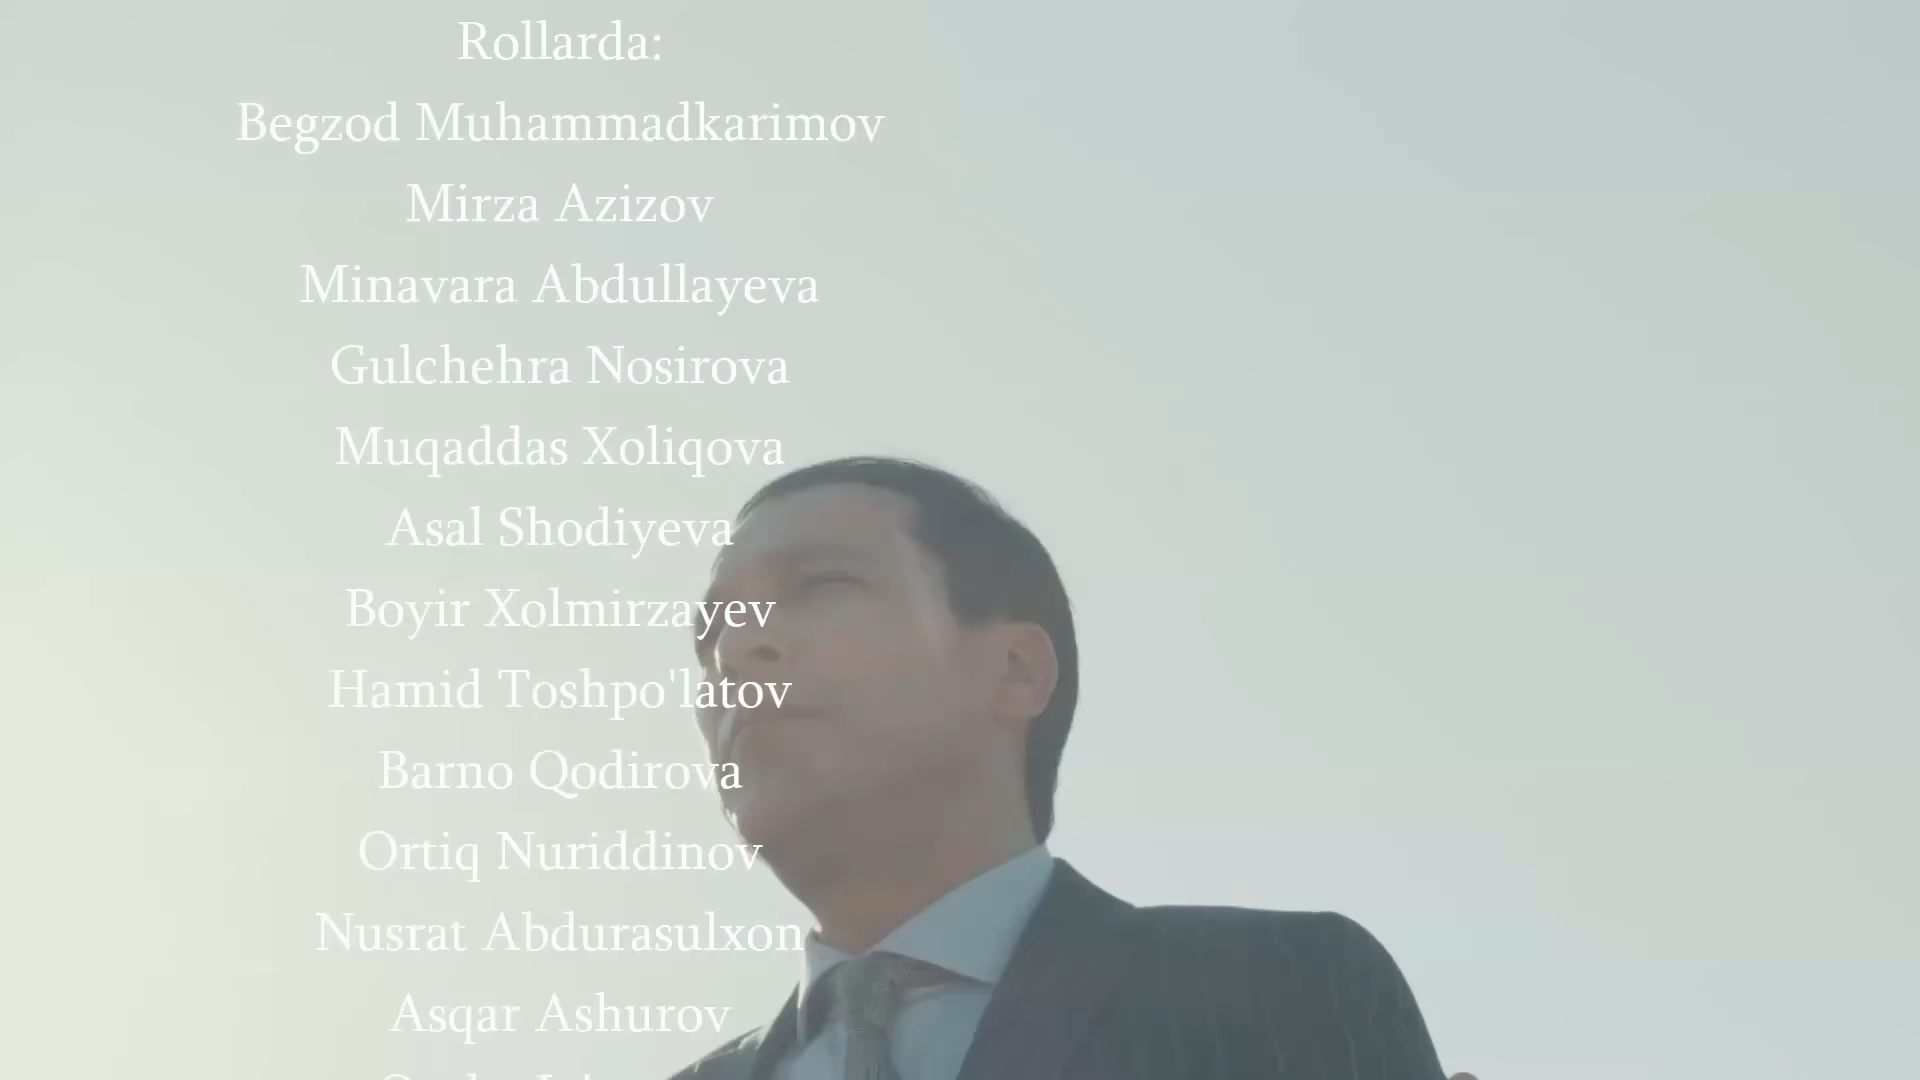 Rollarda:
Begzod Muhammadkarimov
Mirza Azizov
Minavara Abdullayeva
Gulchehra Nosirova
Muqaddas Xoliqova
Asal Shodiyeva
Boyir Xolmirzayev
Hamid Toshpo'latov
Barno Qodirova
Ortiq Nuriddinov
Nusrat Abdurasulxon
Asqar Ashurov